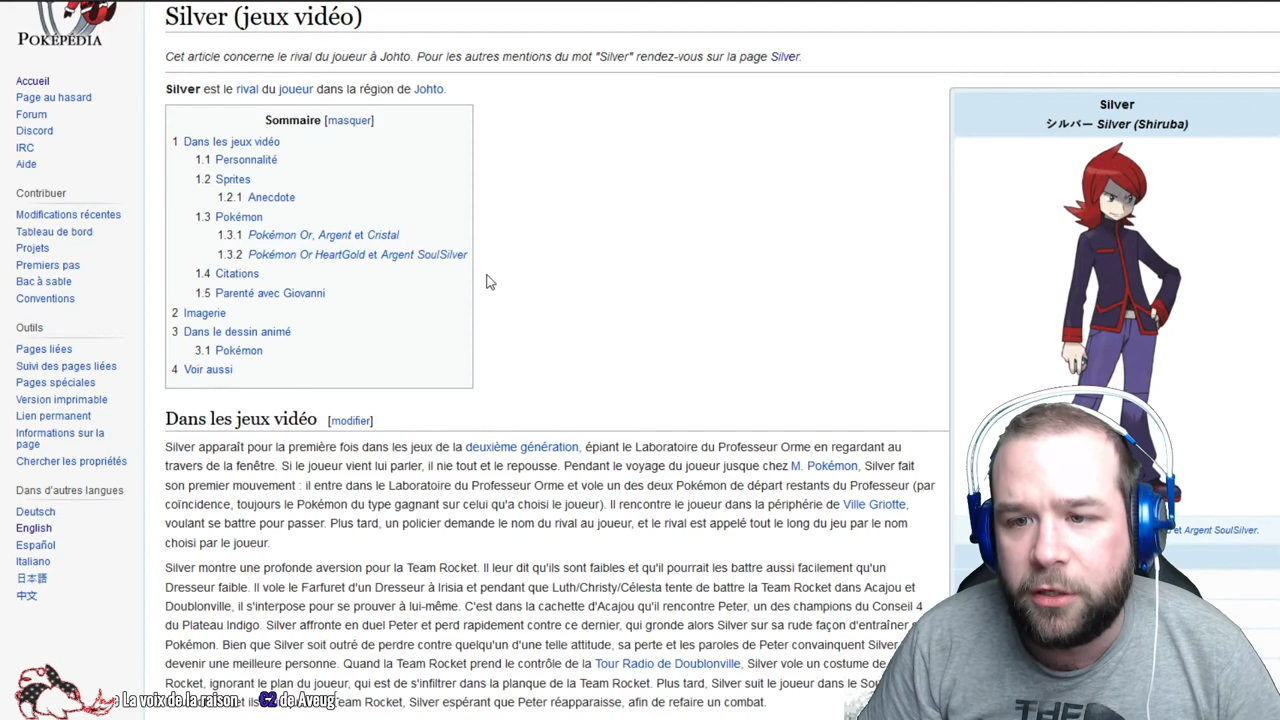 POKÉPÉDIA
Accueil
Page au hasard
Forum
Discord
IRC
Aide
Contribuer
Modifications récentes
Tableau de bord
Projets
Premiers pas
Bac à sable
Conventions
Outils
Pages liées
Suivi des pages liées
Pages spéciales
Version imprimable
Lien permanent
Informations sur la
page
Chercher les propriétés
Dans d'autres langues
Deutsch
English
Español
Italiano
日本語
中文
Silver (jeux vidéo)
Cet article concerne le rival du joueur à Johto. Pour les autres mentions du mot "Silver" rendez-vous sur la page Silver.
Silver est le rival du joueur dans la région de Johto.
Sommaire [masquer]
1 Dans les jeux vidéo
1.1 Personnalité
1.2 Sprites
1.2.1 Anecdote
1.3 Pokémon
1.3.1 Pokémon Or, Argent et Cristal
1.3.2 Pokémon Or HeartGold et Argent SoulSilver
1.4 Citations
1.5 Parenté avec Giovanni
2 Imagerie
3 Dans le dessin animé
3.1 Pokémon
4 Voir aussi
Silver
シルバー Silver (Shiruba)
et Argent SoulSilver.
Dans les jeux vidéo [modifier]
Silver apparaît pour la première fois dans les jeux de la deuxième génération, épiant le Laboratoire du Professeur Orme en regardant au
travers de la fenêtre. Si le joueur vient lui parler, il nie tout et le repousse. Pendant le voyage du joueur jusque chez M. Pokémon, Silver fait
son premier mouvement : il entre dans le Laboratoire du Professeur Orme et vole un des deux Pokémon de départ restants du Professeur (par
coïncidence, toujours le Pokémon du type gagnant sur celui qu'a choisi le joueur). Il rencontre le joueur dans la périphérie de Ville Griotte,
voulant se battre pour passer. Plus tard, un policier demande le nom du rival au joueur, et le rival est appelé tout le long du jeu par le nom
choisi par le joueur.
Silver montre une profonde aversion pour la Team Rocket. Il leur dit qu'ils sont faibles et qu'il pourrait les battre aussi facilement qu'un
Dresseur faible. Il vole le Farfuret d'un Dresseur à Irisia et pendant que Luth/Christy/Célesta tente de battre la Team Rocket dans Acajou et
Doublonville, il s'interpose pour se prouver à lui-même. C'est dans la cachette d'Acajou qu'il rencontre Peter, un des champions du Conseil 4
du Plateau Indigo. Silver affronte en duel Peter et perd rapidement contre ce dernier, qui gronde alors Silver sur sa rude façon d'entraîner
Pokémon. Bien que Silver soit outré de perdre contre quelqu'un d'une telle attitude, sa perte et les paroles de Peter convainquent Silver
devenir une meilleure personne. Quand la Team Rocket prend le contrôle de la Tour Radio de Doublonville, Silver vole un costume de
Rocket, ignorant le plan du joueur, qui est de s'infiltrer dans la planque de la Team Rocket. Plus tard, Silver suit le joueur dans le
Team Rocket, Silver espérant que Peter réapparaisse, afin de refaire un combat.
La voix de la raison C2 de Aveug